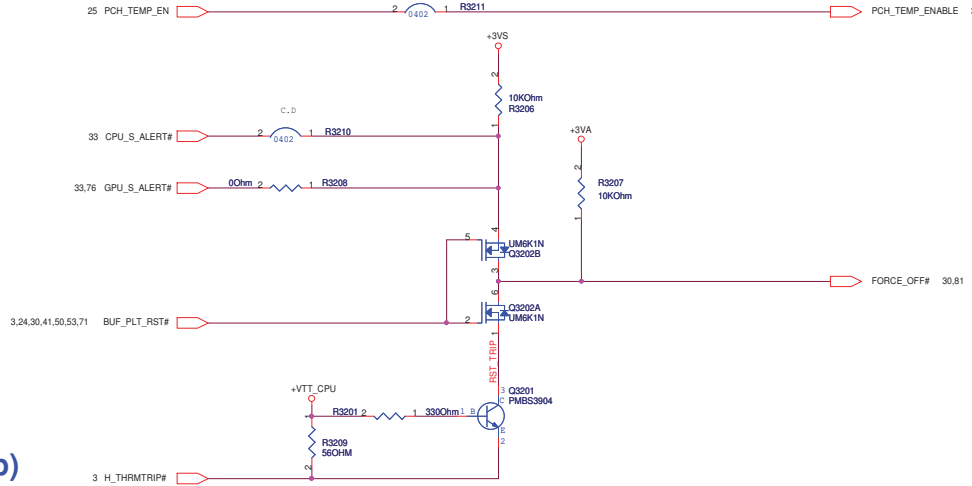 25 PCH_TEMP_EN 2 0402 1 R3211 PCH_TEMP_ENABLE
+3VS
2
10KOhm
R3206
1
C.D
33 CPU_S_ALERT# 2 0402 1 R3210
+3VA
2
R3207
10KOhm
1
33,76 GPU_S_ALERT# 0Ohm 2 1 R3208
4
5
UM6K1N
Q3202B
3
FORCE_OFF# 30,81
6
Q3202A
UM6K1N
3,24,30,41,50,53,71 BUF_PLT_RST# 2
1
RST_TRIP
3 Q3201
C PMBS3904
+VTT_CPU
1
R3201 2 1 330Ohm 1 B
E
2
R3209
56OHM
2
3 H_THRMTRIP#
p)